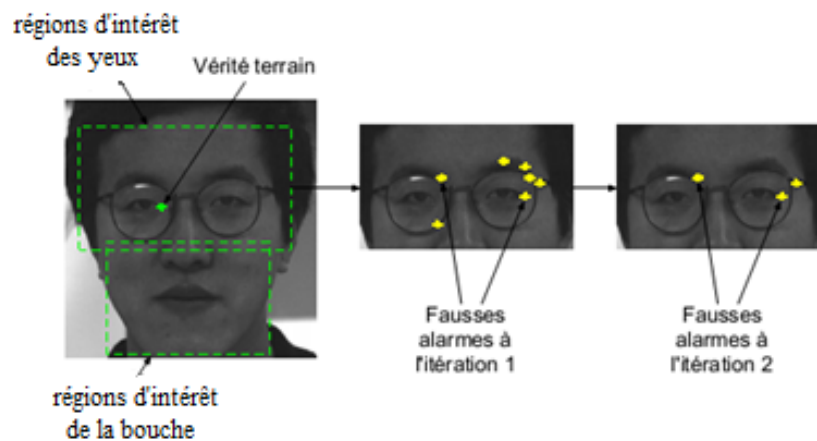 régions d'intérêt
des yeux
Vérité terrain
Fausses
alarmes à
l'itération 1
Fausses
alarmes à
l'itération 2
régions d'intérêt
de la bouche